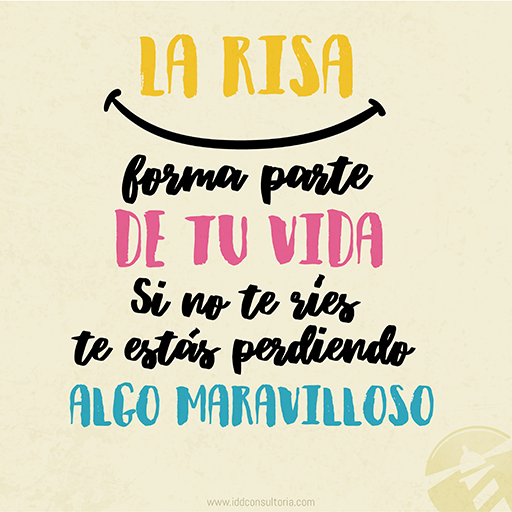 LA RISA
forma parte
DE TU VIDA
Si no te ríes
te estás perdiendo
ALGO MARAVILLOSO
www.iddconsultoria.com